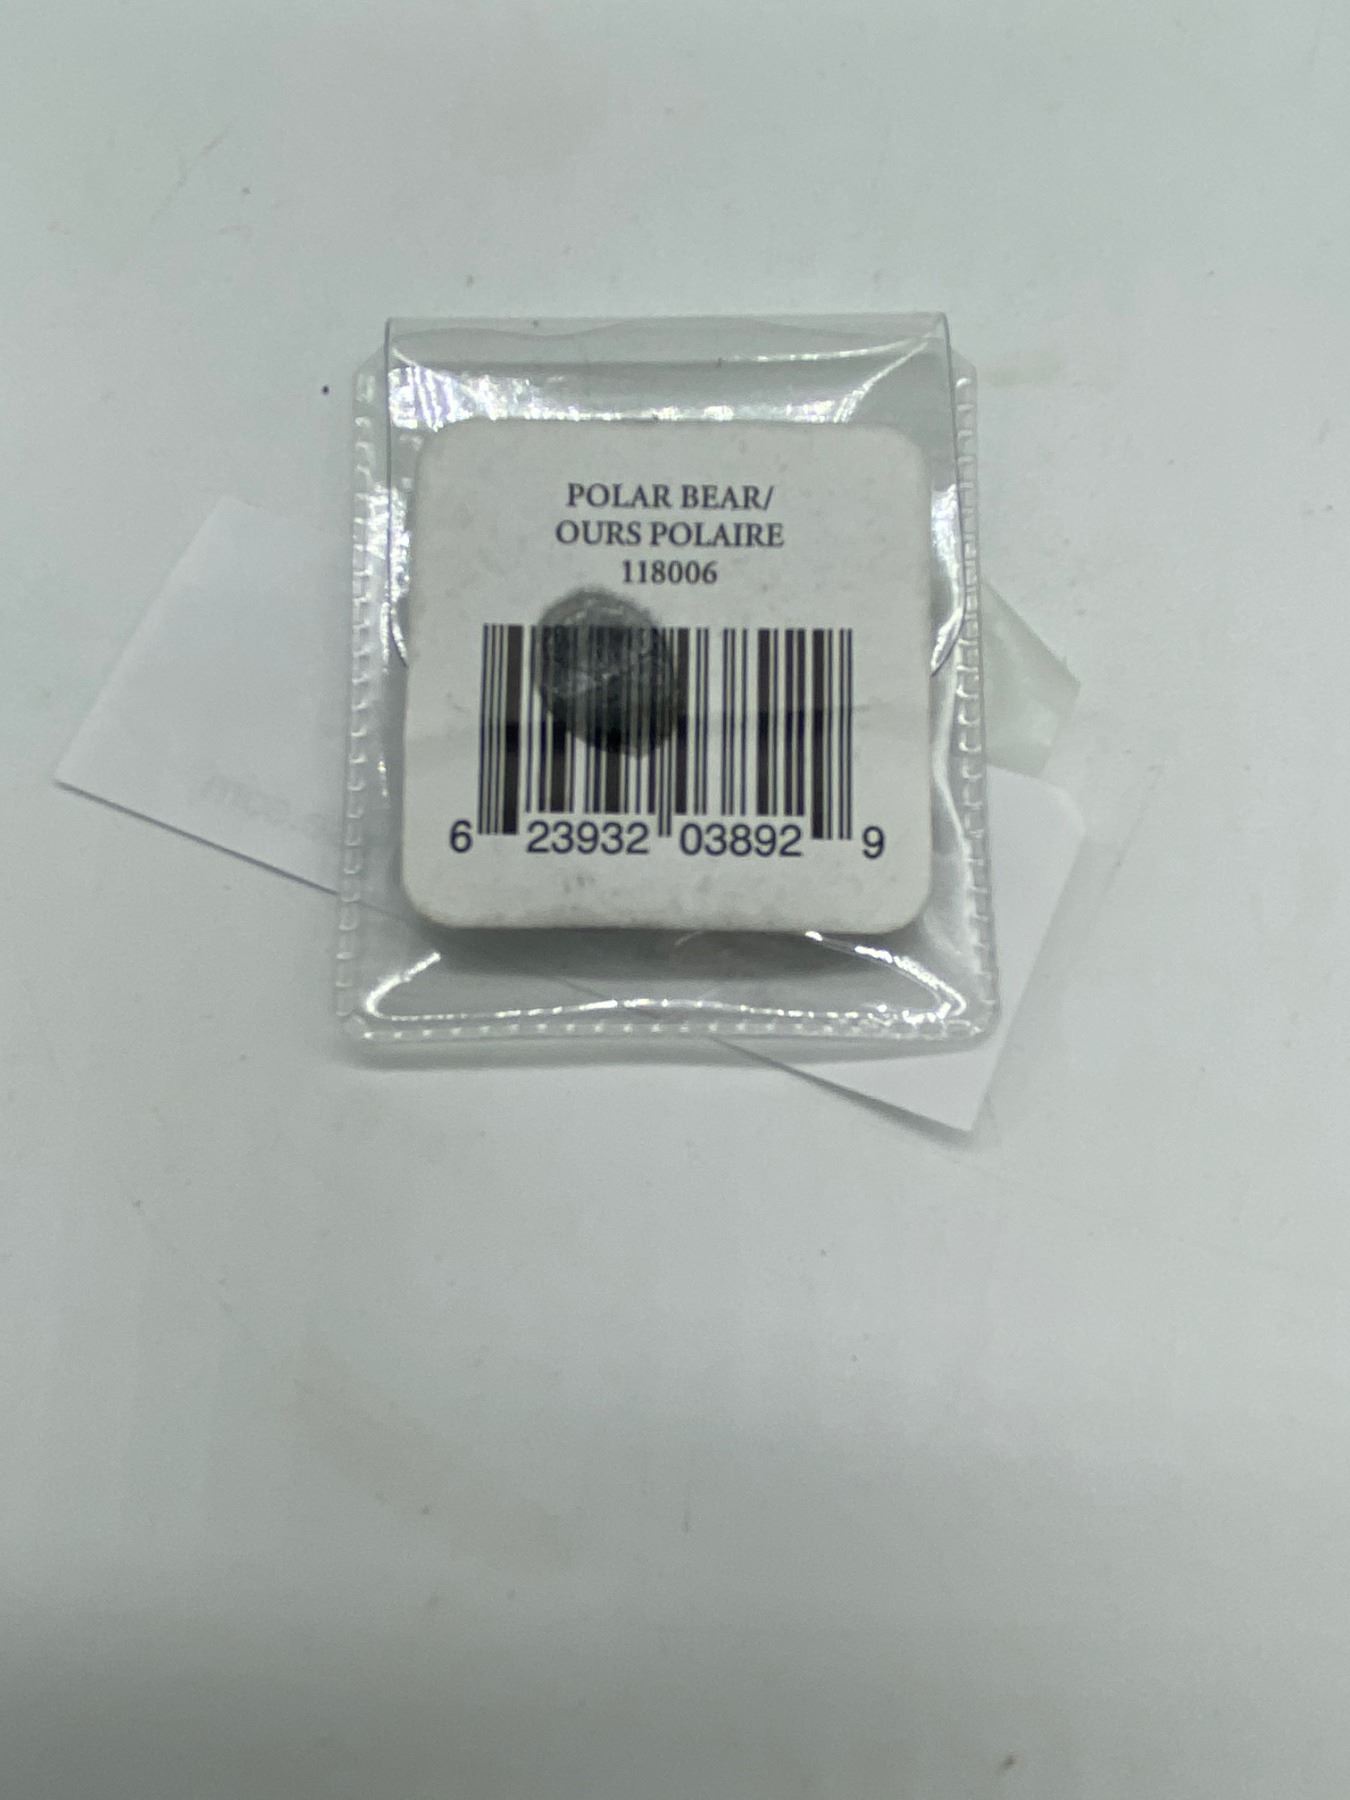 POLAR BEAR/
OURS POLAIRE
118006
6 23932 03892 9